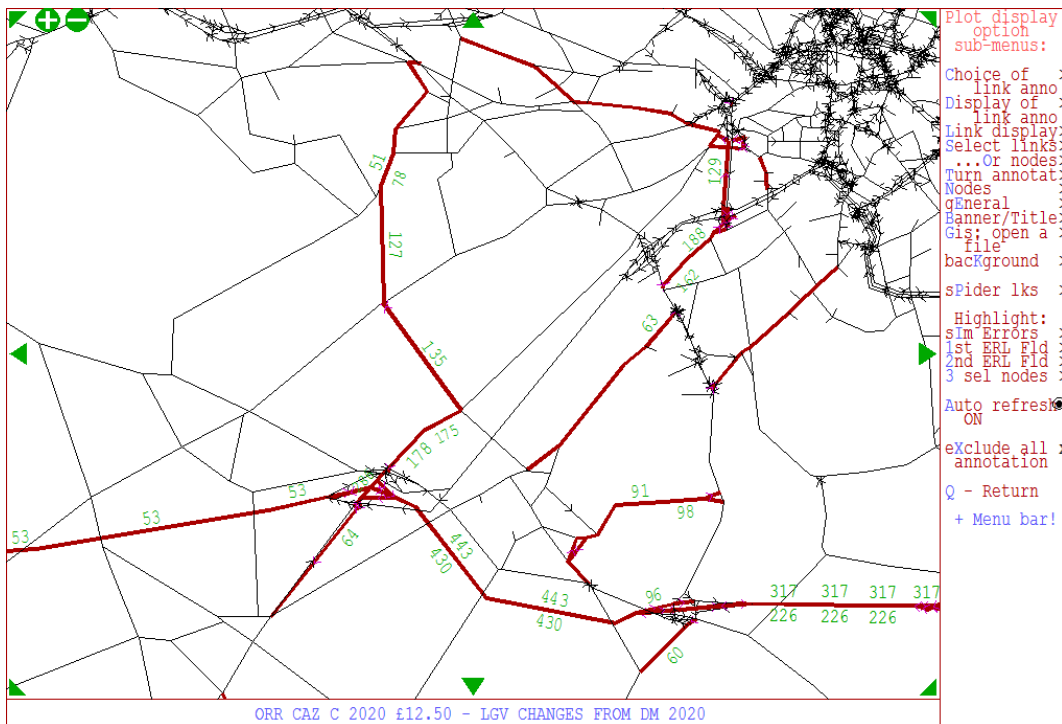 Plot display
option
sub-menus:
Choice of >
link anno
Display of >
link anno
Link display>
Select links>
...Or nodes>
Turn annotat>
Nodes >
gEneral >
Banner/Title>
Gis: open a >
file
bacKground >
sPider lks >
Highlight:
sIm Errors >
1st ERL Fld >
2nd ERL Fld >
3 sel nodes >
Auto refresh
ON
eXclude all
annotation
Q - Return
+ Menu bar!
51
78
127
135
178 175
129
188
162
63
53
53
53
64
443
430
443
430
91
98
96
60
317 317 317 317
226 226 226
ORR CAZ C 2020 £12.50 - LGV CHANGES FROM DM 2020